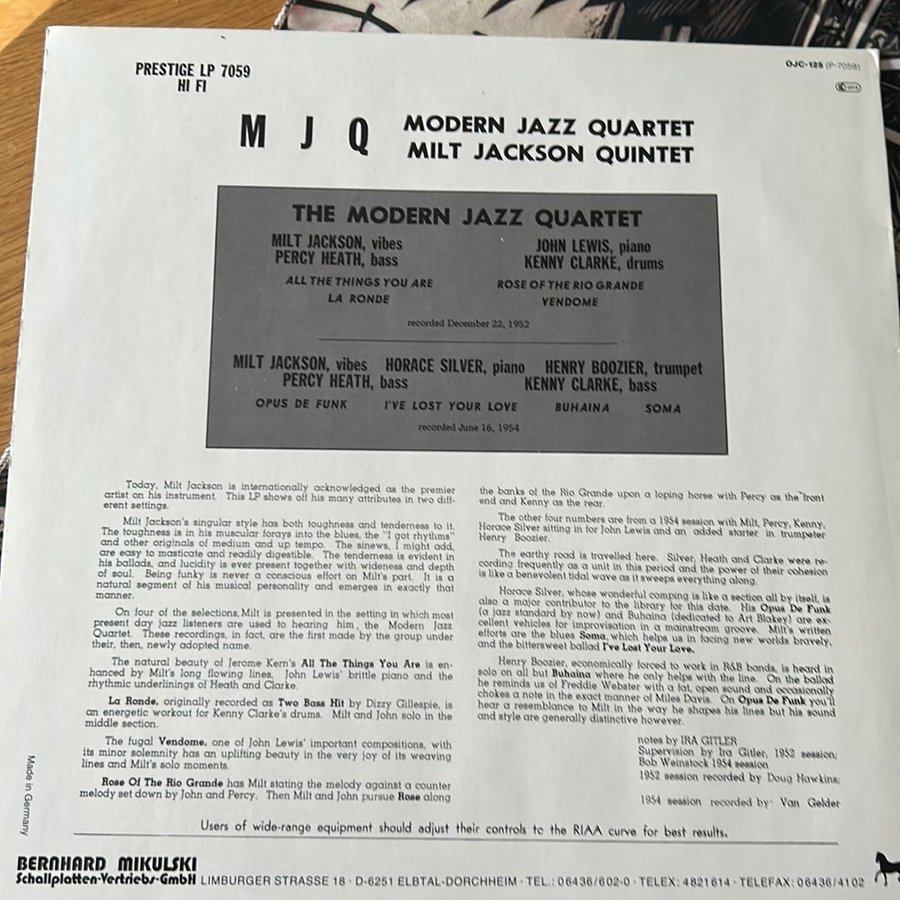 PRESTIGE LP 7059
HI FI
OJC-128 (P-7059)
M J Q
MODERN JAZZ QUARTET
MILT JACKSON QUINTET
THE MODERN JAZZ QUARTET
MILT JACKSON, vibes JOHN LEWIS, piano
PERCY HEATH, bass KENNY CLARKE, drums
ALL THE THINGS YOU ARE ROSE OF THE RIO GRANDE
LA RONDE VENDOME
recorded December 22, 1952
MILT JACKSON, vibes HORACE SILVER, piano HENRY BOOZIER, trumpet
PERCY HEATH, bass KENNY CLARKE, bass
OPUS DE FUNK I'VE LOST YOUR LOVE BUHAINA SOMA
recorded June 16, 1954
Today, Milt Jackson is internationally acknowledged as the premier
artist on his instrument. This LP shows off his many attributes in two diff-
erent settings.
Milt Jackson's singular style has both toughness and tenderness to it.
The toughness is in his muscular forays into the blues, the "I got rhythms"
and other originals of medium and up tempo. The sinews, I might add,
are easy to masticate and readily digestible. The tenderness is evident in
his ballads, and lucidity is ever present together with wideness and depth
of soul. Being funky is never a conscious effort on Milt's part. It is a
natural segment of his musical personality and emerges in exactly that
manner.
On four of the selections, Milt is presented in the setting in which most
present day jazz listeners are used to hearing him, the Modern Jazz
Quartet. These recordings, in fact, are the first made by the group under
their, then, newly adopted name.
The natural beauty of Jerome Kern's All The Things You Are is en-
hanced by Milt's long flowing lines, John Lewis' brittle piano and the
rhythmic underlinings of Heath and Clarke.
La Ronde, originally recorded as Two Bass Hit by Dizzy Gillespie, is
an energetic workout for Kenny Clarke's drums. Milt and John solo in the
middle section.
The fugal Vendome, one of John Lewis' important compositions, with
its minor solemnity has an uplifting beauty in the very joy of its weaving
lines and Milt's solo moments.
Rose Of The Rio Grande has Milt stating the melody against a counter
melody set down by John and Percy. Then Milt and John pursue Rose along
the banks of the Rio Grande upon a loping horse with Percy as the front
end and Kenny as the rear.
The other four numbers are from a 1954 session with Milt, Percy, Kenny,
Horace Silver sitting in for John Lewis and an added starter in trumpeter
Henry Boozier.
The earthy road is travelled here. Silver, Heath and Clarke were re-
cording frequently as a unit in this period and the power of their cohesion
is like a benevolent tidal wave as it sweeps everything along.
Horace Silver, whose wonderful comping is like a section all by itself, is
also a major contributor to the library for this date. His Opus De Funk
(a jazz standard by now) and Buhaina (dedicated to Art Blakey) are ex-
cellent vehicles for improvisation in a mainstream groove. Milt's written
efforts are the blues Soma, which helps us in facing new worlds bravely,
and the bittersweet ballad I've Lost Your Love.
Henry Boozier, economically forced to work in R&B bands, is heard in
solo on all but Buhaina where he only helps with the line. On the ballad
he reminds us of Freddie Webster with a fat, open sound and occasionally
chokes a note in the exact manner of Miles Davis. On Opus De Funk you'll
hear a resemblance to Milt in the way he shapes his lines but his sound
and style are generally distinctive however.
notes by IRA GITLER
Supervision by Ira Gitler, 1952 session;
Bob Weinstock 1954 session
1952 session recorded by Doug Hawkins;
1954 session recorded by Van Gelder
Made in Germany
Users of wide-range equipment should adjust their controls to the RIAA curve for best results.
BERNHARD MIKULSKI
Schallplatten-Vertriebs-GmbH LIMBURGER STRASSE 18 · D-6251 ELBTAL-DORCHHEIM · TEL.: 06436/602-0 · TELEX: 4821614 · TELEFAX: 06436/4102